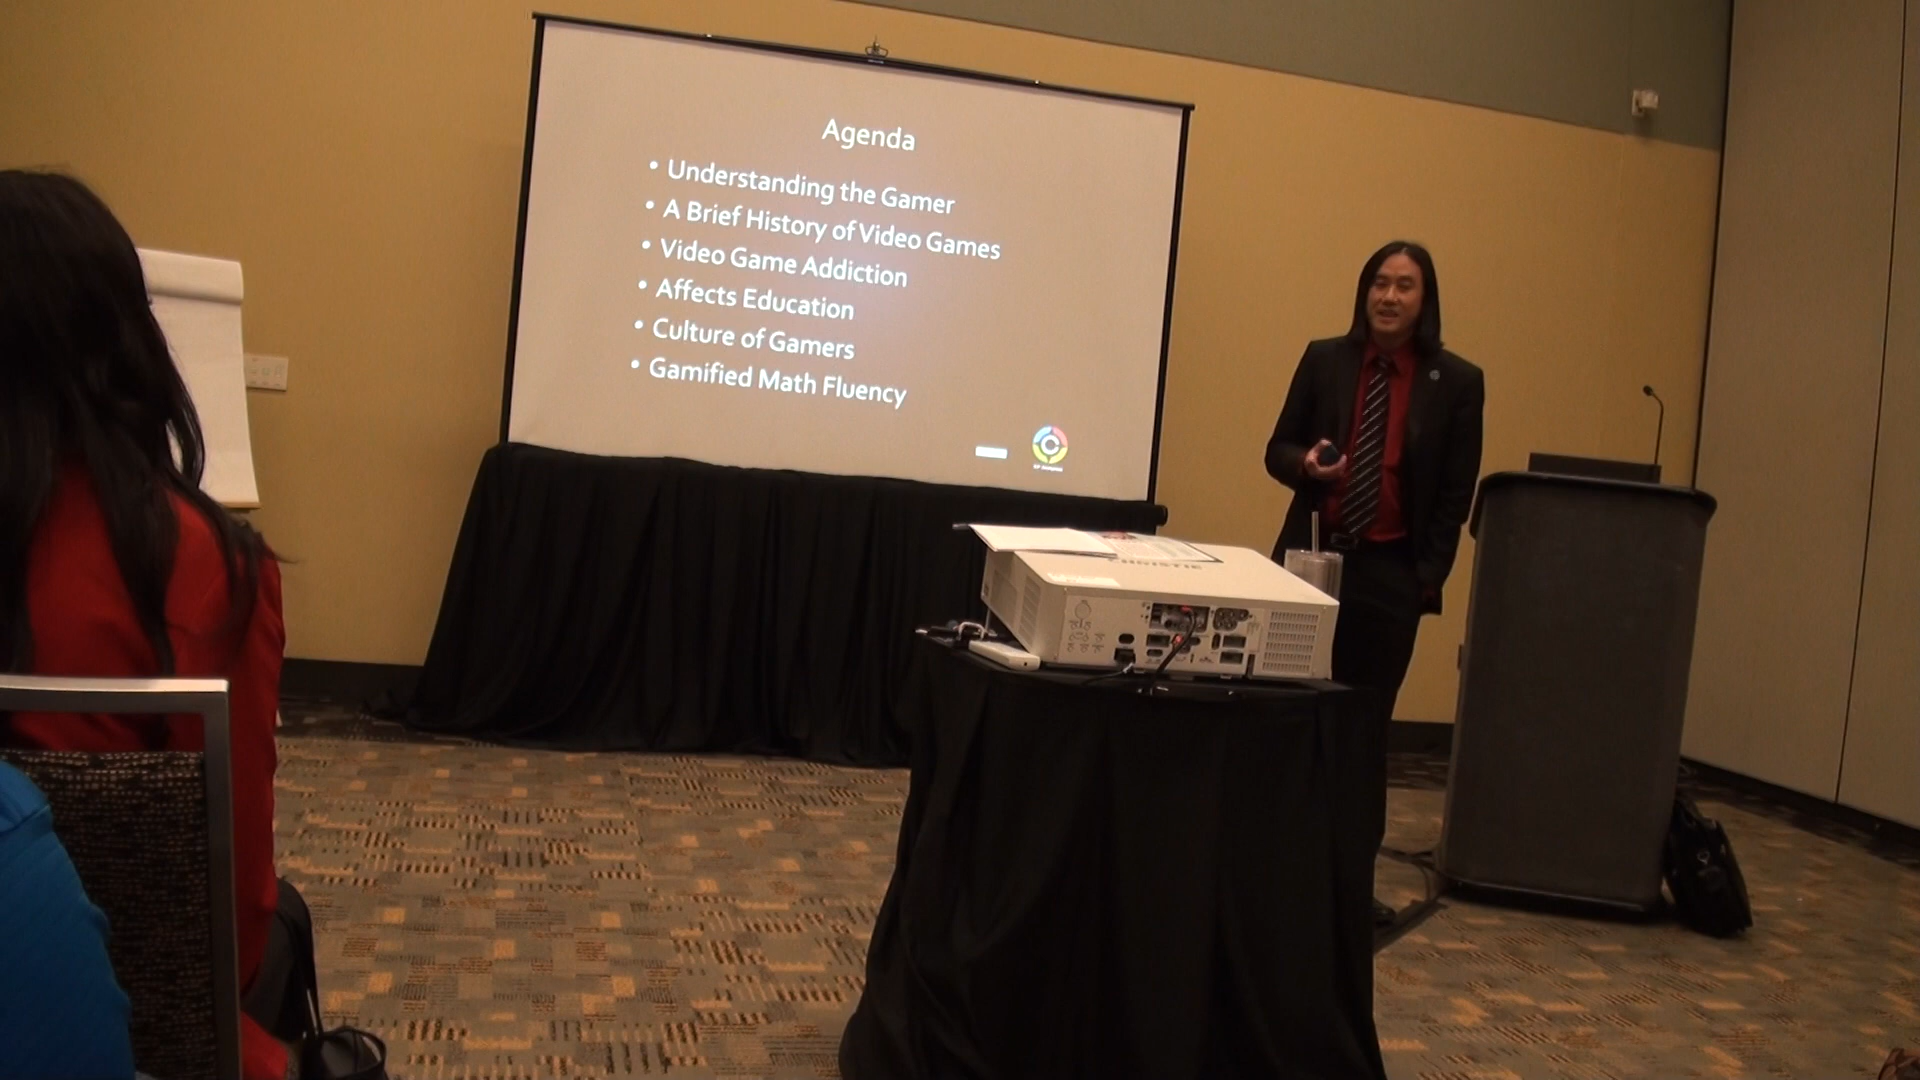 Agenda
• Understanding the Gamer
• A Brief History of Video Games
• Video Game Addiction
• Affects Education
• Culture of Gamers
• Gamified Math Fluency
CHRISTIE